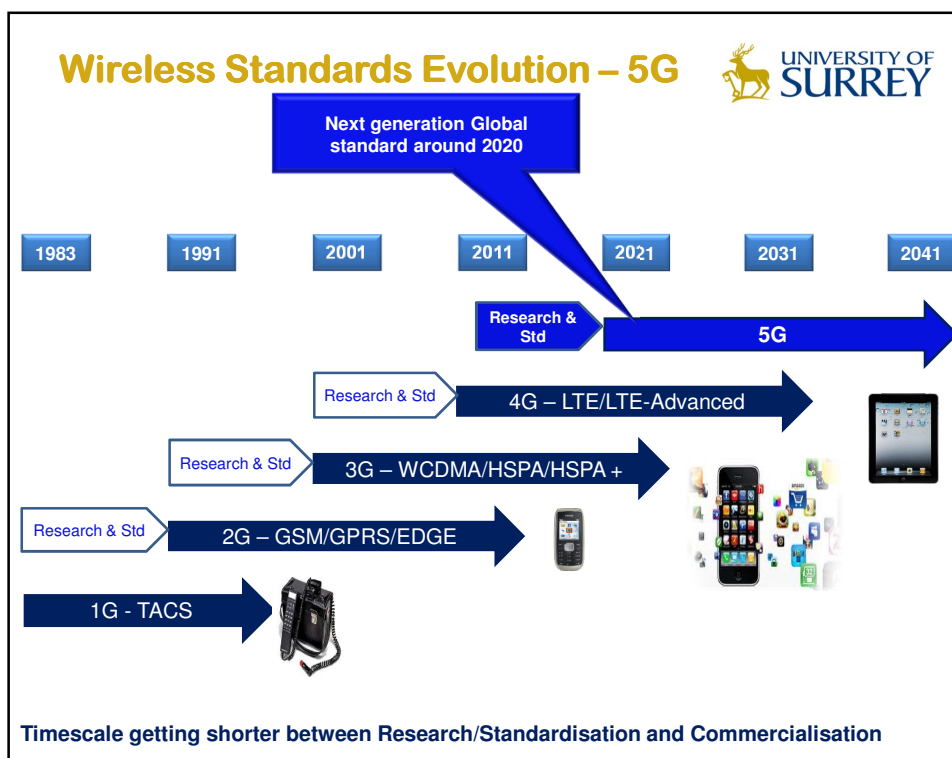 Wireless Standards Evolution – 5G
UNIVERSITY OF
SURREY
Next generation Global
standard around 2020
1983
1991
2001
2011
2021
2031
2041
Research &
Std
5G
Research & Std
4G – LTE/LTE-Advanced
Research & Std
3G – WCDMA/HSPA/HSPA +
Research & Std
2G – GSM/GPRS/EDGE
1G - TACS
amazon
Timescale getting shorter between Research/Standardisation and Commercialisation